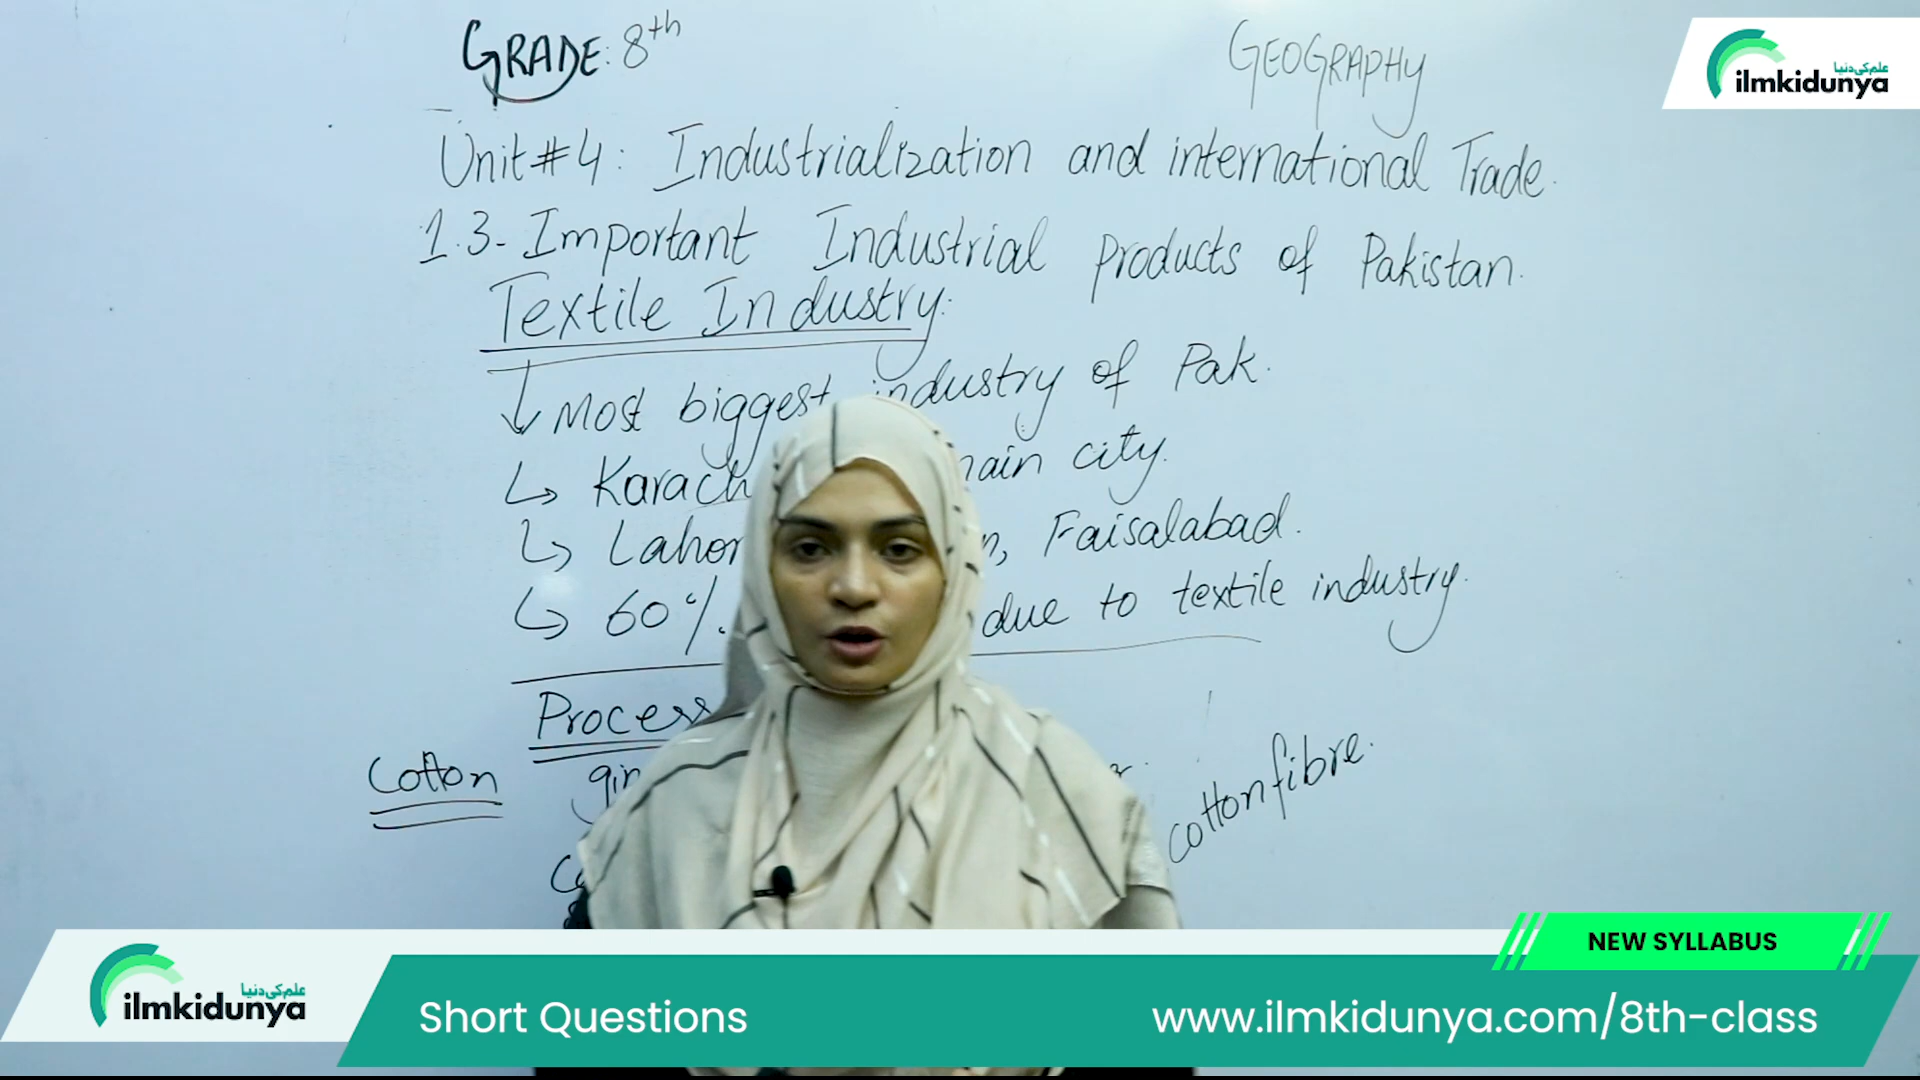 GRADE: 8th
GEOGRAPHY
علم کی دنیا
ilmkidunya
Unit#4: Industrialization and international Trade.
1.3- Important Industrial products of Pakistan.
Textile Industry:
Most biggest industry of Pak.
Karach city.
Lahor Faisalabad.
60%. due to textile industry.
Process
Cotton gin cotton fibre.
NEW SYLLABUS
علم کی دنیا
ilmkidunya
Short Questions
www.ilmkidunya.com/8th-class